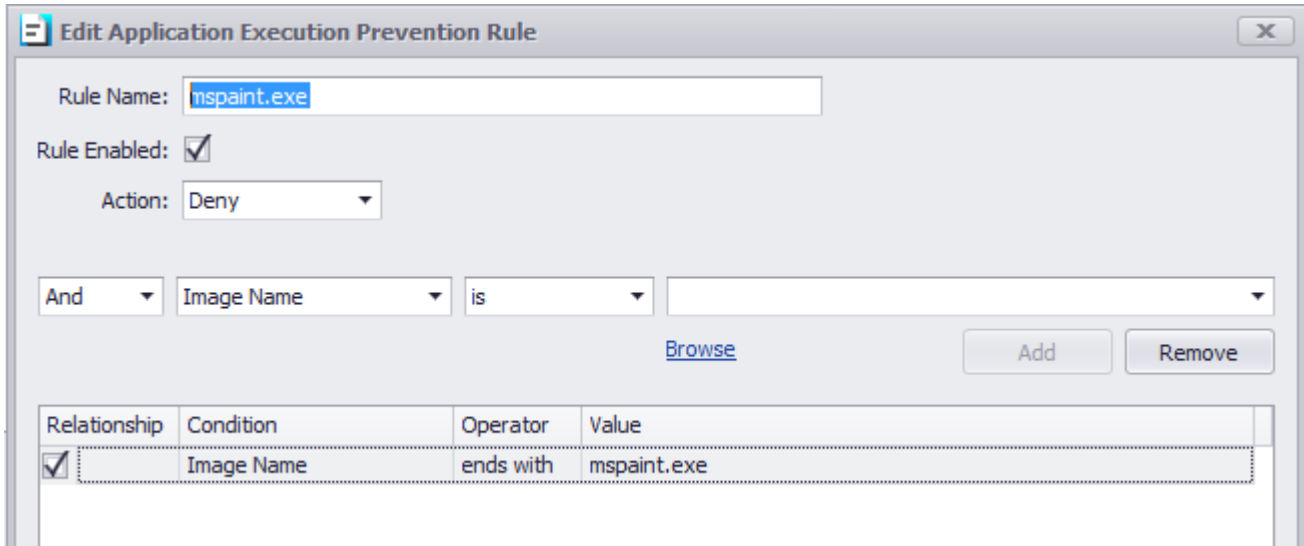 Edit Application Execution Prevention Rule
Rule Name: mspaint.exe
Rule Enabled:
Action: Deny
And Image Name is
Browse Add Remove
Relationship Condition Operator Value
Image Name ends with mspaint.exe